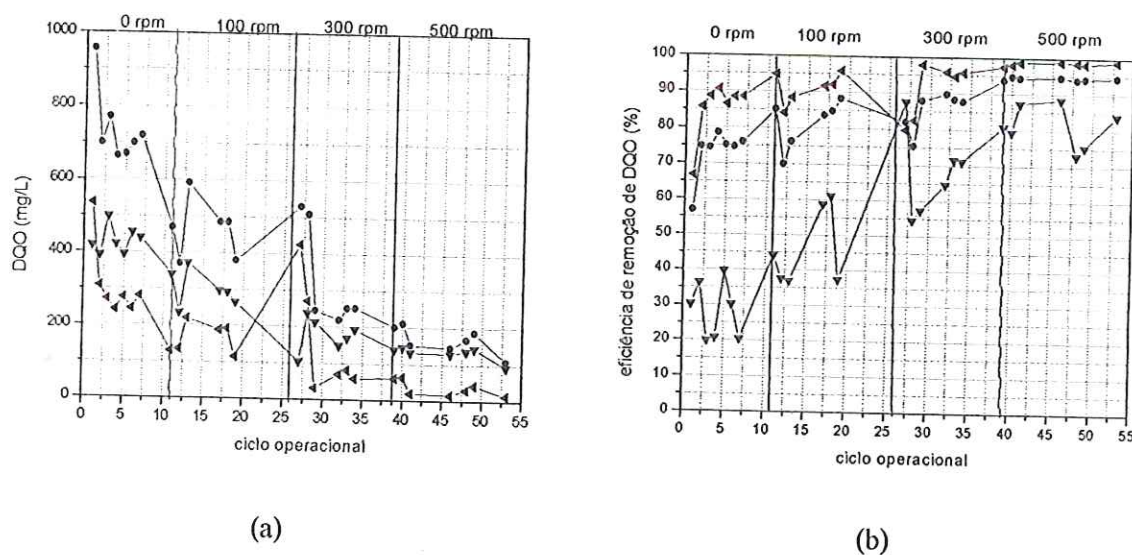 0 rpm 100 rpm 300 rpm 500 rpm
1000
800
600
400
200
0
DQO (mg/L)
0 5 10 15 20 25 30 35 40 45 50 55
ciclo operacional
(a)
0 rpm 100 rpm 300 rpm 500 rpm
100
90
80
70
60
50
40
30
20
10
0
eficiência de remoção de DQO (%)
0 5 10 15 20 25 30 35 40 45 50 55
ciclo operacional
(b)